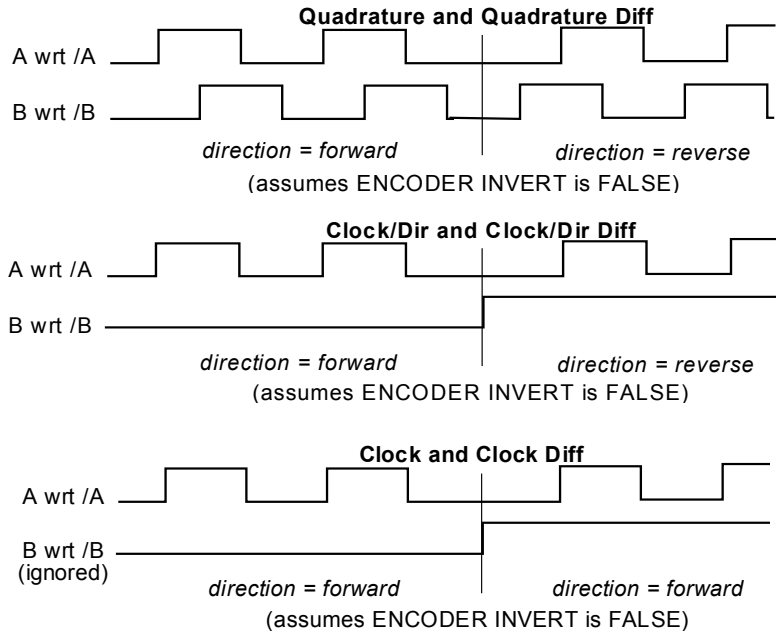 Quadrature and Quadrature Diff
A wrt /A
B wrt /B
direction = forward direction = reverse
(assumes ENCODER INVERT is FALSE)
Clock/Dir and Clock/Dir Diff
A wrt /A
B wrt /B
direction = forward direction = reverse
(assumes ENCODER INVERT is FALSE)
Clock and Clock Diff
A wrt /A
B wrt /B
(ignored)
direction = forward direction = forward
(assumes ENCODER INVERT is FALSE)